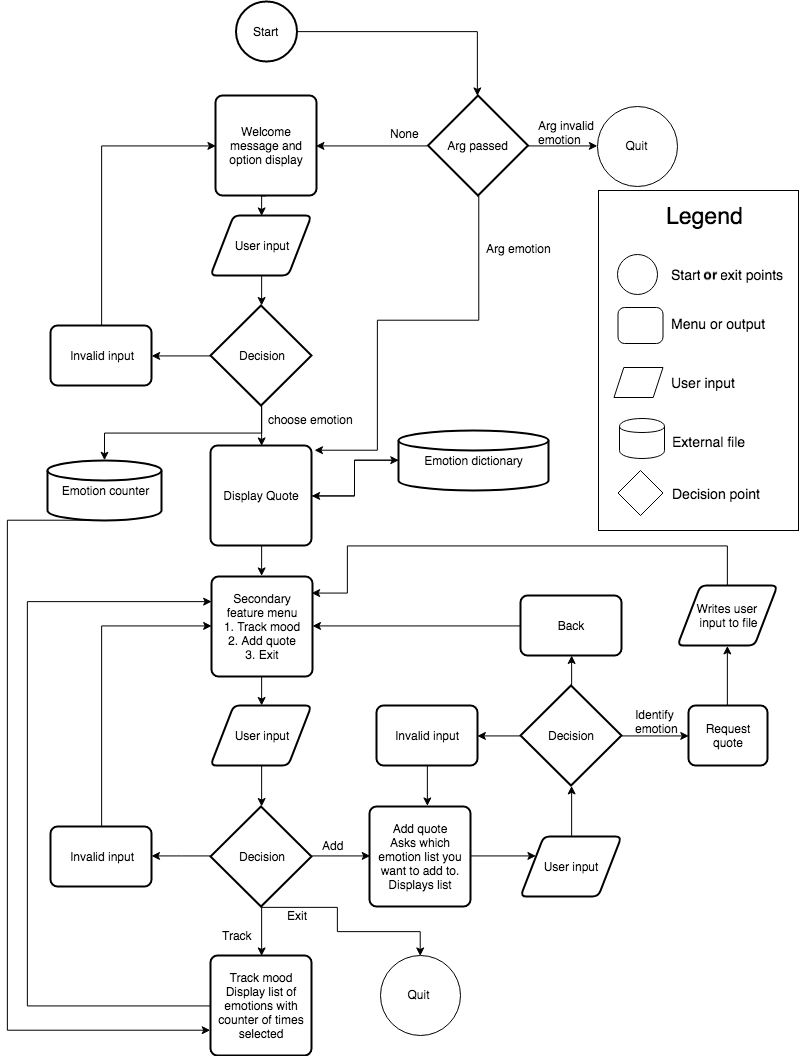 Start
Welcome
message and
option display
None
Arg passed
Arg invalid
emotion
Quit
Legend
User input
Arg emotion
Start or exit points
Menu or output
Invalid input
Decision
User input
choose emotion
External file
Emotion counter
Display Quote
Emotion dictionary
Decision point
Secondary
feature menu
1. Track mood
2. Add quote
3. Exit
Back
Writes user
input to file
User input
Invalid input
Decision
Identify
emotion
Request
quote
Invalid input
Decision
Add
Add quote
Asks which
emotion list you
want to add to.
Displays list
User input
Exit
Track
Track mood
Display list of
emotions with
counter of times
selected
Quit